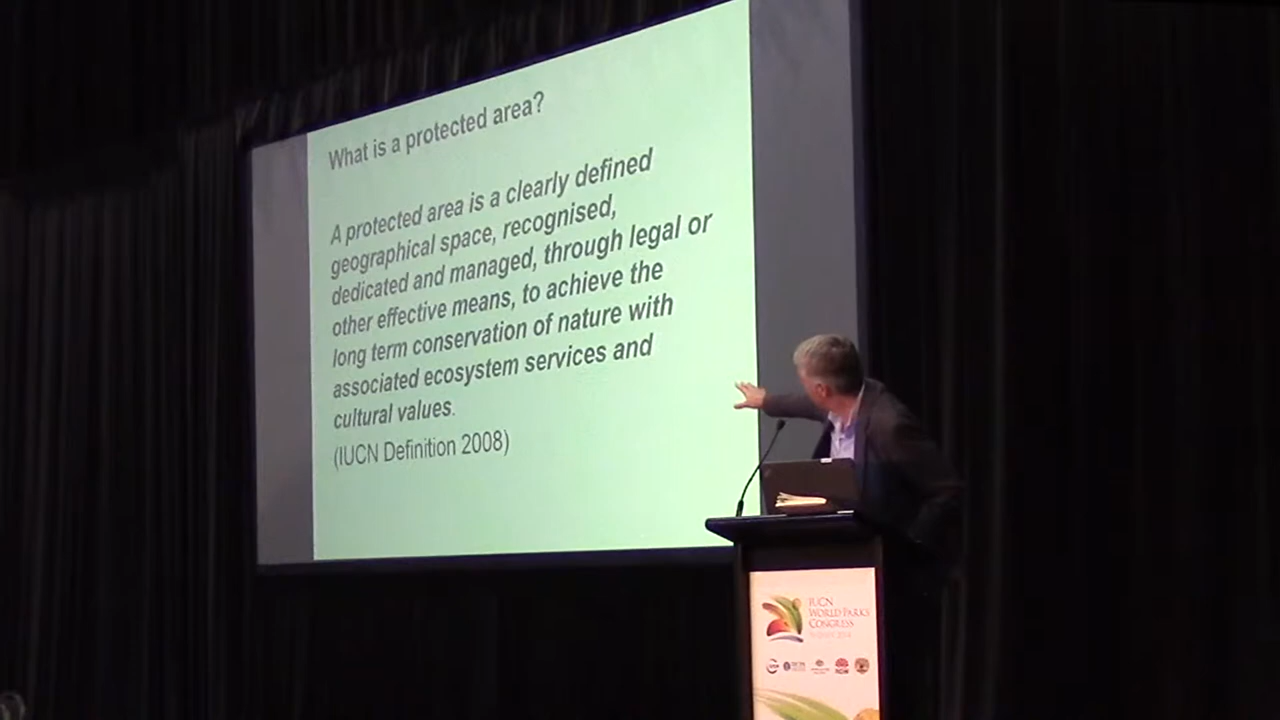 What is a protected area?
A protected area is a clearly defined
geographical space, recognised,
dedicated and managed, through legal or
other effective means, to achieve the
long term conservation of nature with
associated ecosystem services and
cultural values.
(IUCN Definition 2008)
IUCN
WORLD PARKS
CONGRESS
NSW